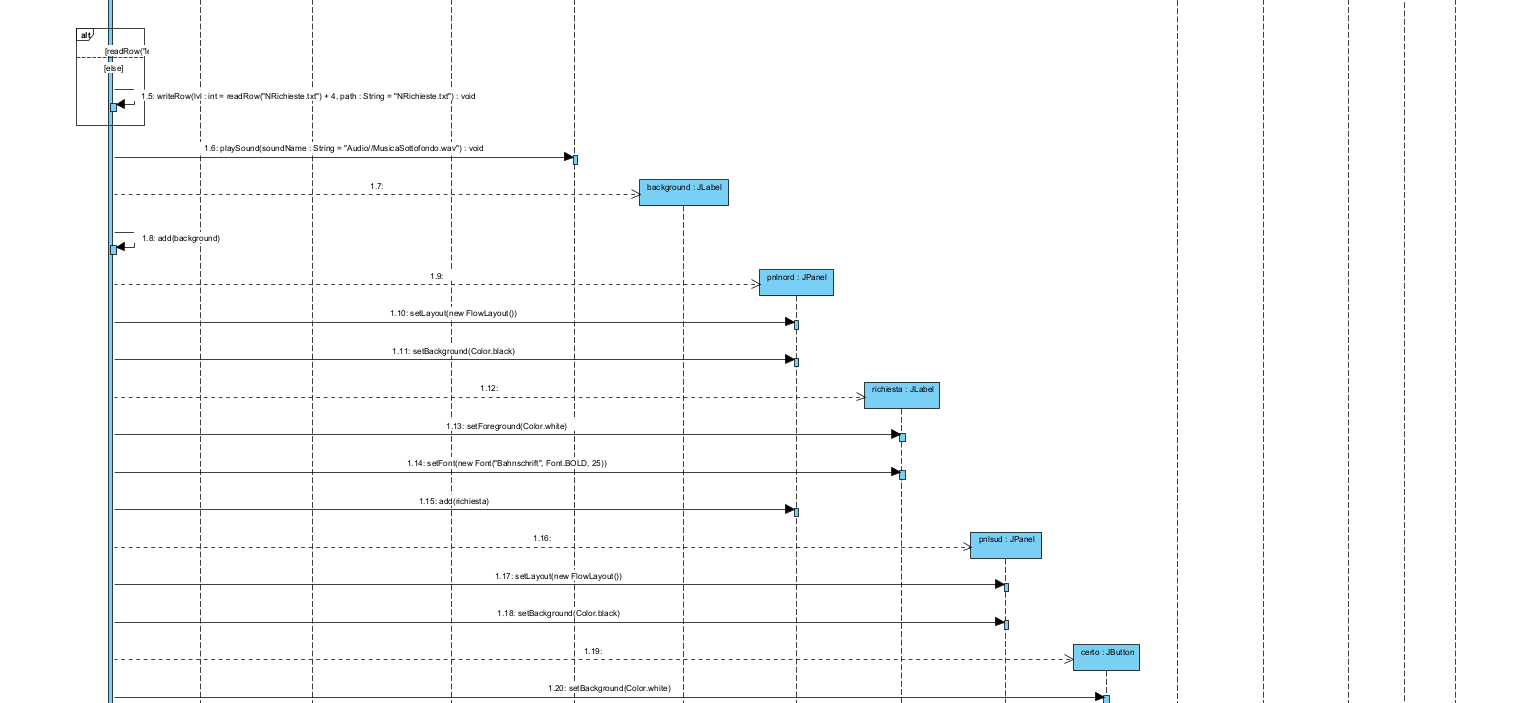 alt
[readRow("le
[else]
1.5: writeRow(lvl : int = readRow("NRichieste.txt") + 4, path : String = "NRichieste.txt") : void
1.6: playSound(soundName : String = "Audio//MusicaSottofondo.wav") : void
1.7:
background : JLabel
1.8: add(background)
1.9:
pnlnord : JPanel
1.10: setLayout(new FlowLayout())
1.11: setBackground(Color.black)
1.12:
richiesta : JLabel
1.13: setForeground(Color.white)
1.14: setFont(new Font("Bahnschrift", Font.BOLD, 25))
1.15: add(richiesta)
1.16:
pnlsud : JPanel
1.17: setLayout(new FlowLayout())
1.18: setBackground(Color.black)
1.19:
certo : JButton
1.20: setBackground(Color.white)